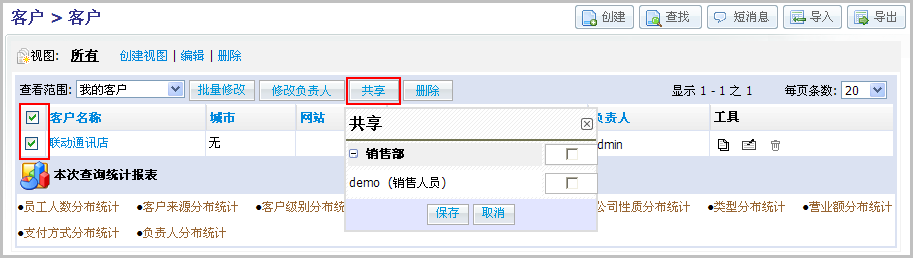 客户 > 客户 创建 查找 短消息 导入 导出
视图: 所有 创建视图 | 编辑 | 删除
查看范围: 我的客户 批量修改 修改负责人 共享 删除 显示 1 - 1 之 1 每页条数: 20
客户名称 城市 网站 负责人 工具
联动通讯店 无 dmin
共享
销售部
demo (销售人员)
保存 取消
本次查询统计报表
●员工人数分布统计 ●客户来源分布统计 ●客户级别分布 公司性质分布统计 ●类型分布统计 ●营业额分布统计
●支付方式分布统计 ●负责人分布统计